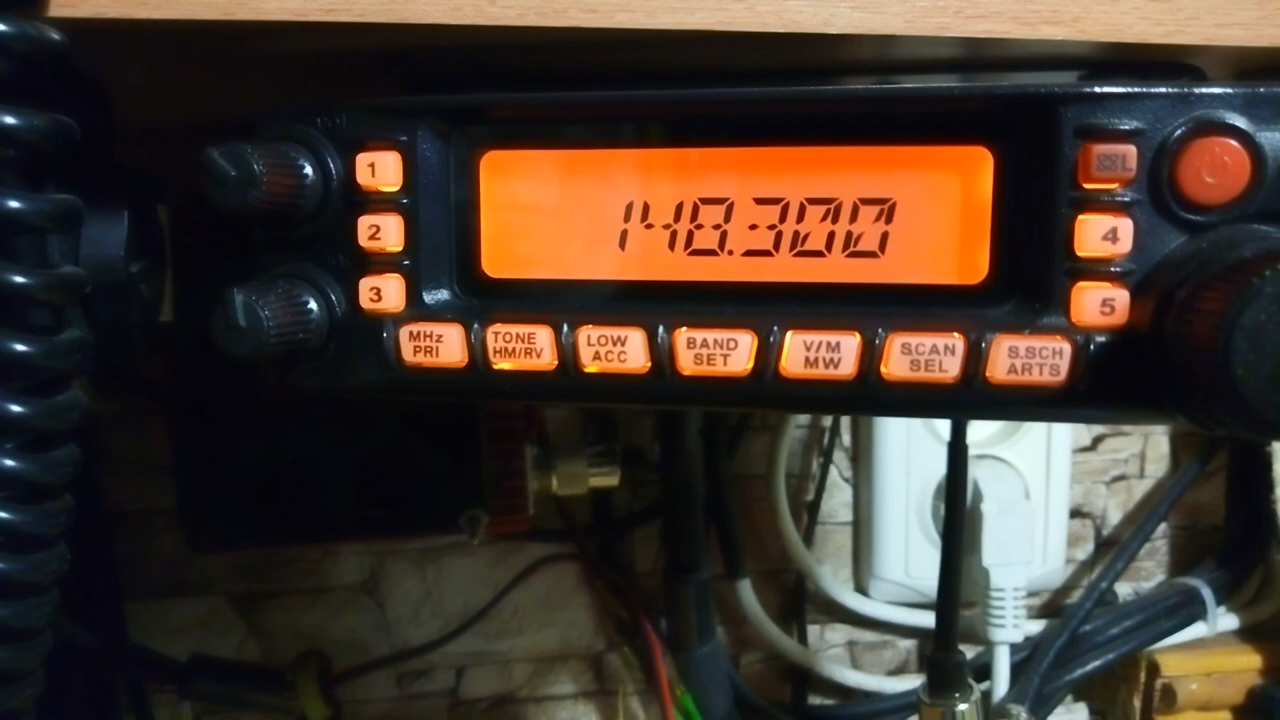 1
2
3
148.300
4
5
MHz
PRI
TONE
HM/RV
LOW
ACC
BAND
SET
V/M
MW
SCAN
SEL
S.SCH
ARTS